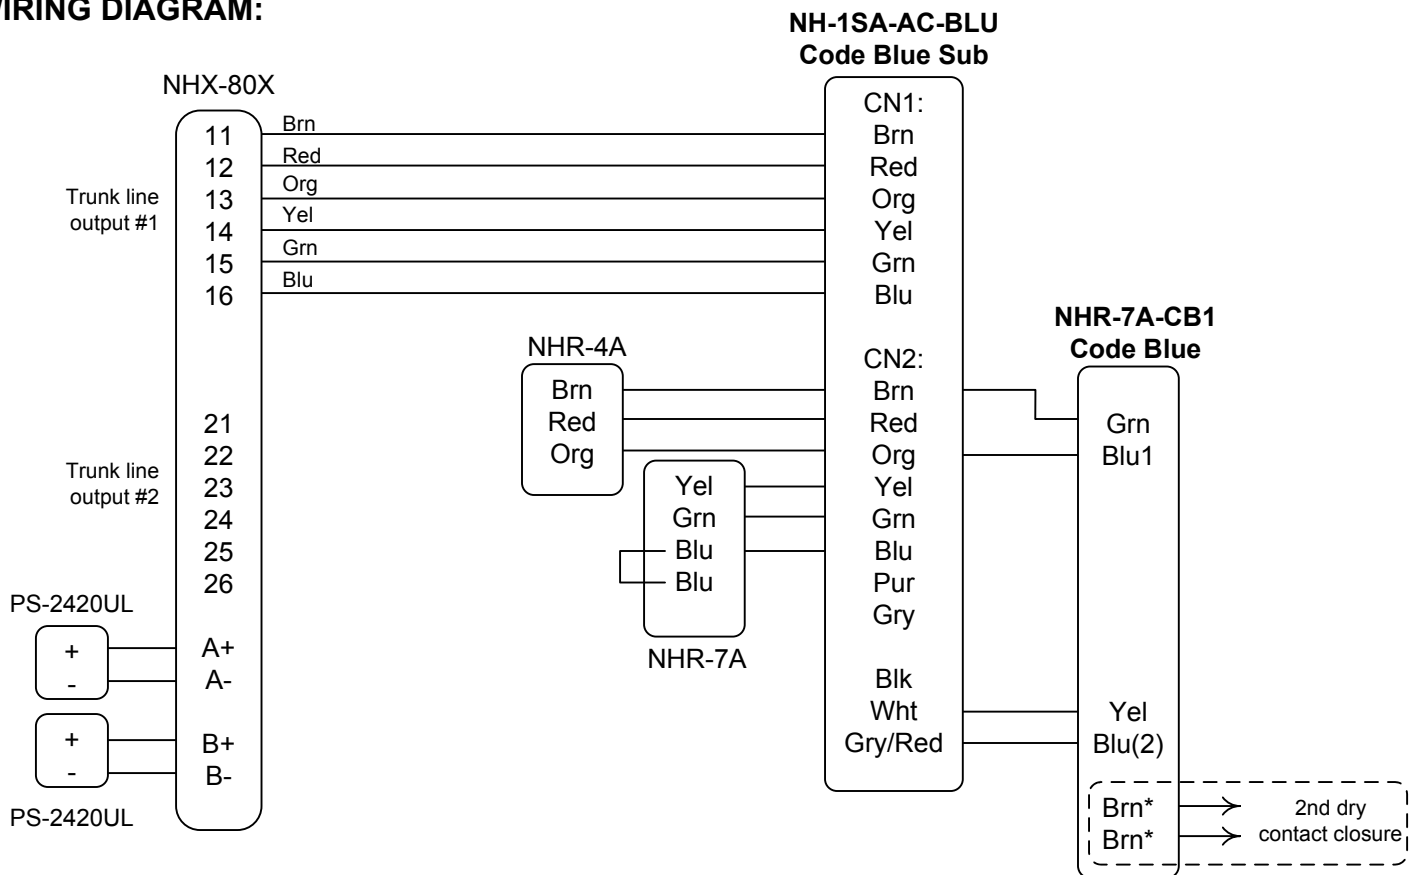 WIRING DIAGRAM:
NH-1SA-AC-BLU
Code Blue Sub
NHX-80X
11
12
13
14
15
16
21
22
23
24
25
26
A+
A-
B+
B-
Trunk line
output #1
Trunk line
output #2
Brn
Red
Org
Yel
Grn
Blu
PS-2420UL
+
-
+
-
PS-2420UL
NHR-4A
Brn
Red
Org
Yel
Grn
Blu
Blu
NHR-7A
CN1:
Brn
Red
Org
Yel
Grn
Blu
CN2:
Brn
Red
Org
Yel
Grn
Blu
Pur
Gry
Blk
Wht
Gry/Red
NHR-7A-CB1
Code Blue
Grn
Blu1
Yel
Blu(2)
Brn*
Brn*
2nd dry
contact closure